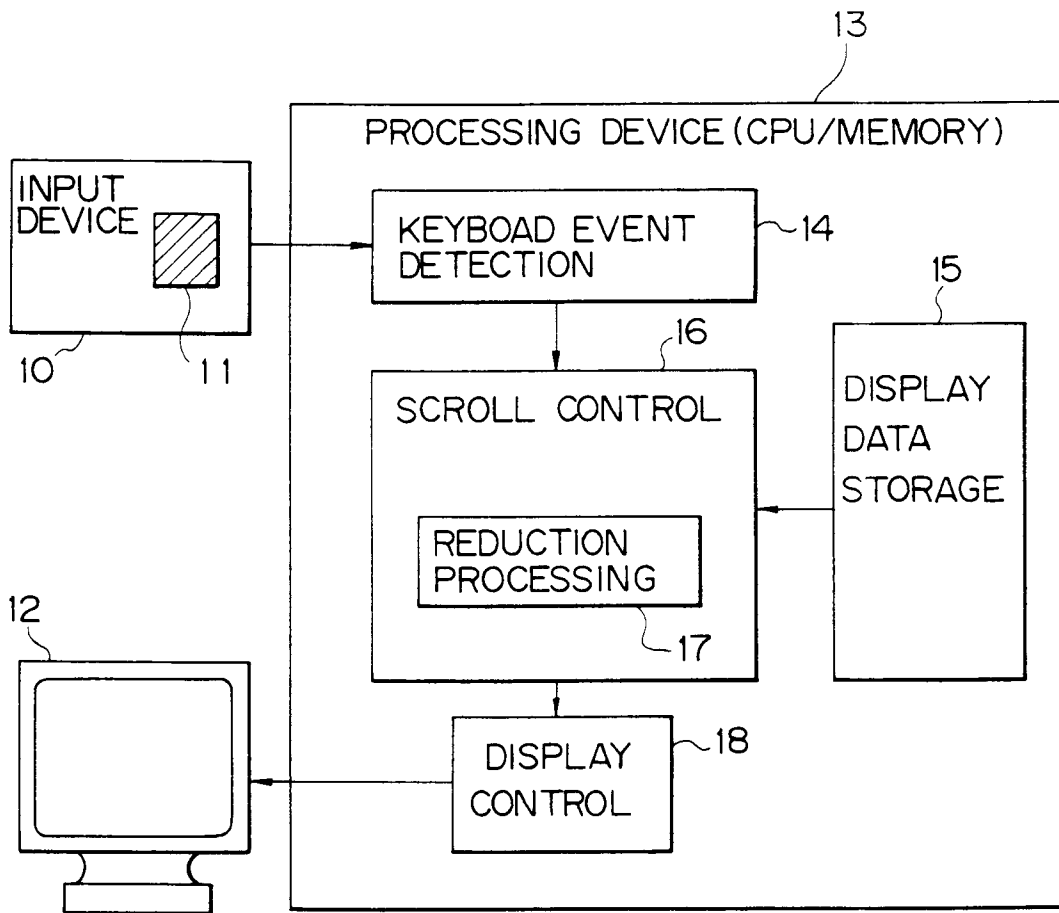 13
PROCESSING DEVICE (CPU/MEMORY)
INPUT
DEVICE
KEYBOAD EVENT
DETECTION
14
10
11
16
15
SCROLL CONTROL
DISPLAY
DATA
STORAGE
REDUCTION
PROCESSING
17
12
DISPLAY
CONTROL
18